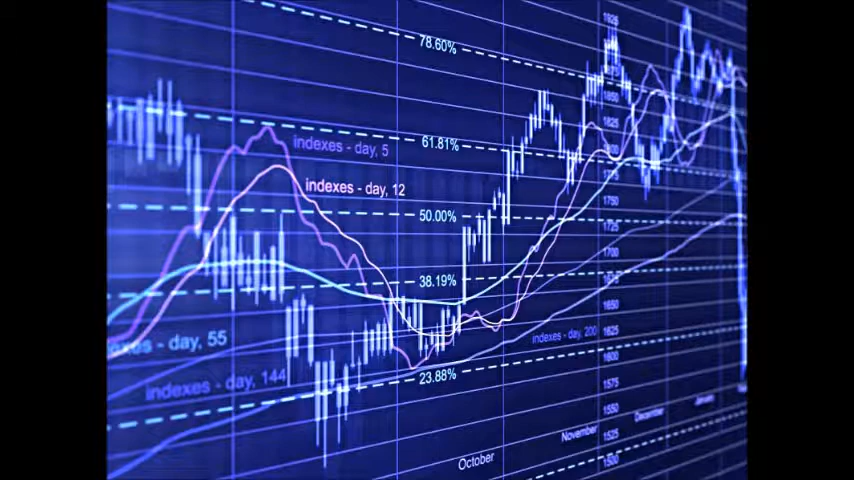 78.60%
61.81%
indexes - day, 5
indexes - day, 12
50.00%
38.19%
indexes - day, 55
indexes - day, 200
indexes - day, 144
23.88%
1925
1850
1825
1750
1725
1700
1650
1625
1600
1575
1550
1525
1500
October
November
December
January